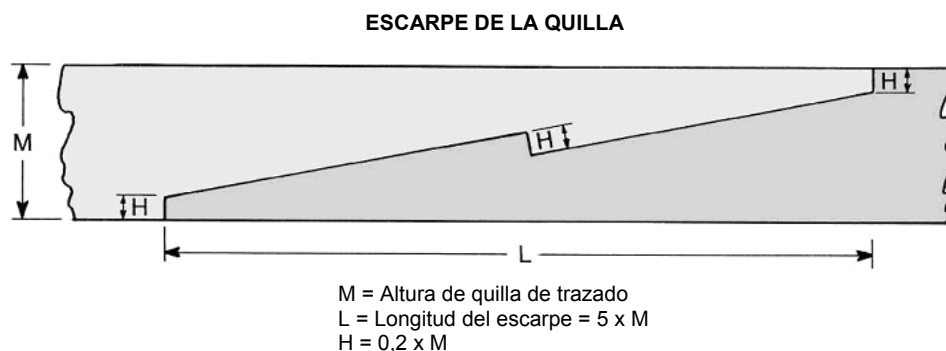 ESCARPE DE LA QUILLA
H
M
H
H
L
M = Altura de quilla de trazado
L = Longitud del escarpe = 5 x M
H = 0,2 x M